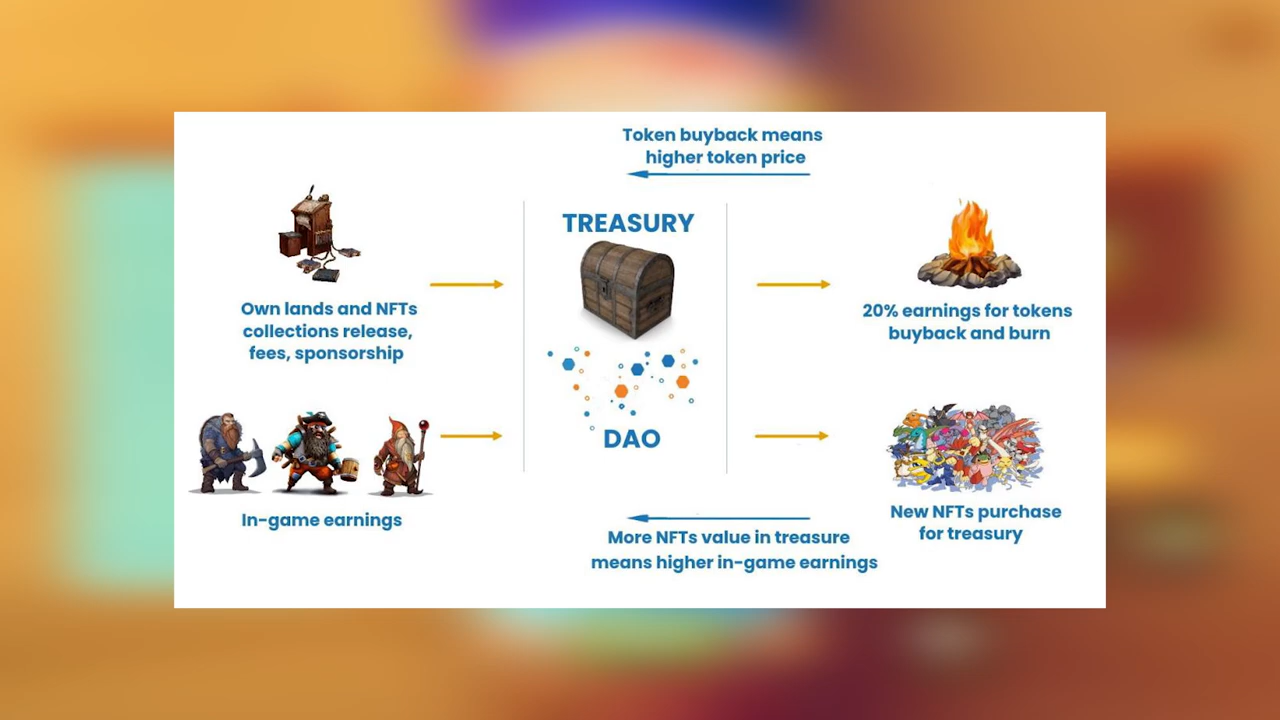 Token buyback means
higher token price
TREASURY
Own lands and NFTs
collections release,
fees, sponsorship
20% earnings for tokens
buyback and burn
DAO
In-game earnings
New NFTs purchase
for treasury
More NFTs value in treasure
means higher in-game earnings